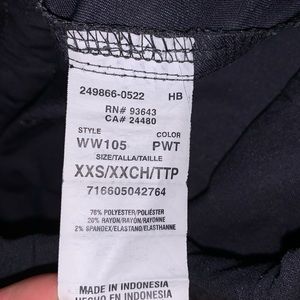 249866-0522 HB
RN# 93643
CA# 24480
STYLE COLOR
WW105 PWT
SIZE/TALLA/TAILLE
XXS/XXCH/TTP
716605042764
76% POLYESTER/POLIÉSTER
20% RAYON/RAYÓN/RAYONNE
2% SPANDEX/ELASTANO/ÉLASTHANNE
MADE IN INDONESIA
HECHO EN INDONESIA